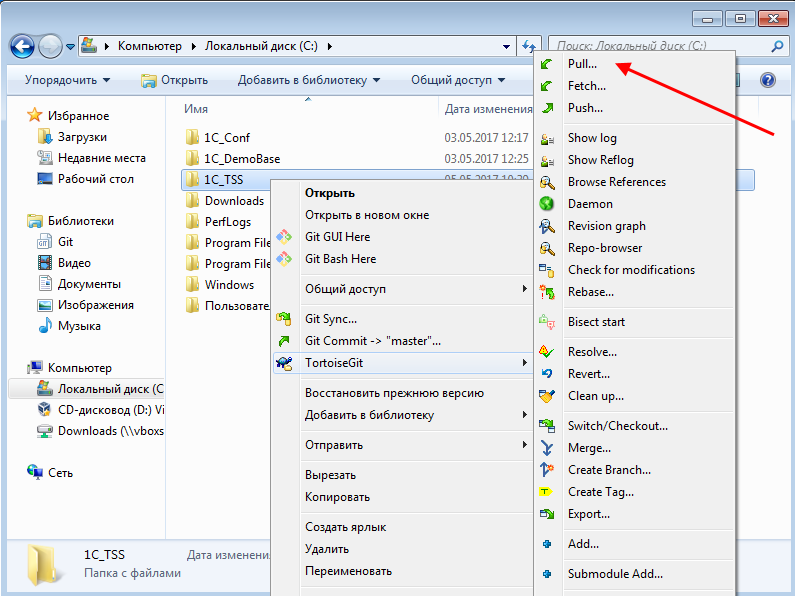 Компьютер ▸ Локальный диск (C:) ▸
Поиск: Локальный диск (C:)
Упорядочить
Открыть
Добавить в библиотеку
Общий доступ
Избранное
Загрузки
Недавние места
Рабочий стол
Библиотеки
Git
Видео
Документы
Изображения
Музыка
Компьютер
Локальный диск (C
CD-дисковод (D:) Vi
Downloads (\\vboxs
Сеть
Имя
Дата изменения
1C_Conf
03.05.2017 12:17
1C_DemoBase
03.05.2017 12:25
1C_TSS
Downloads
PerfLogs
Program File
Program File
Windows
Пользовате
Открыть
Открыть в новом окне
Git GUI Here
Git Bash Here
Общий доступ
Git Sync...
Git Commit -> "master"...
TortoiseGit
Восстановить прежнюю версию
Добавить в библиотеку
Отправить
Вырезать
Копировать
Создать ярлык
Удалить
Переименовать
Pull...
Fetch...
Push...
Show log
Show Reflog
Browse References
Daemon
Revision graph
Repo-browser
Check for modifications
Rebase...
Bisect start
Resolve...
Revert...
Clean up...
Switch/Checkout...
Merge...
Create Branch...
Create Tag...
Export...
Add...
Submodule Add...
1C_TSS
Дата изменени
Папка с файлами